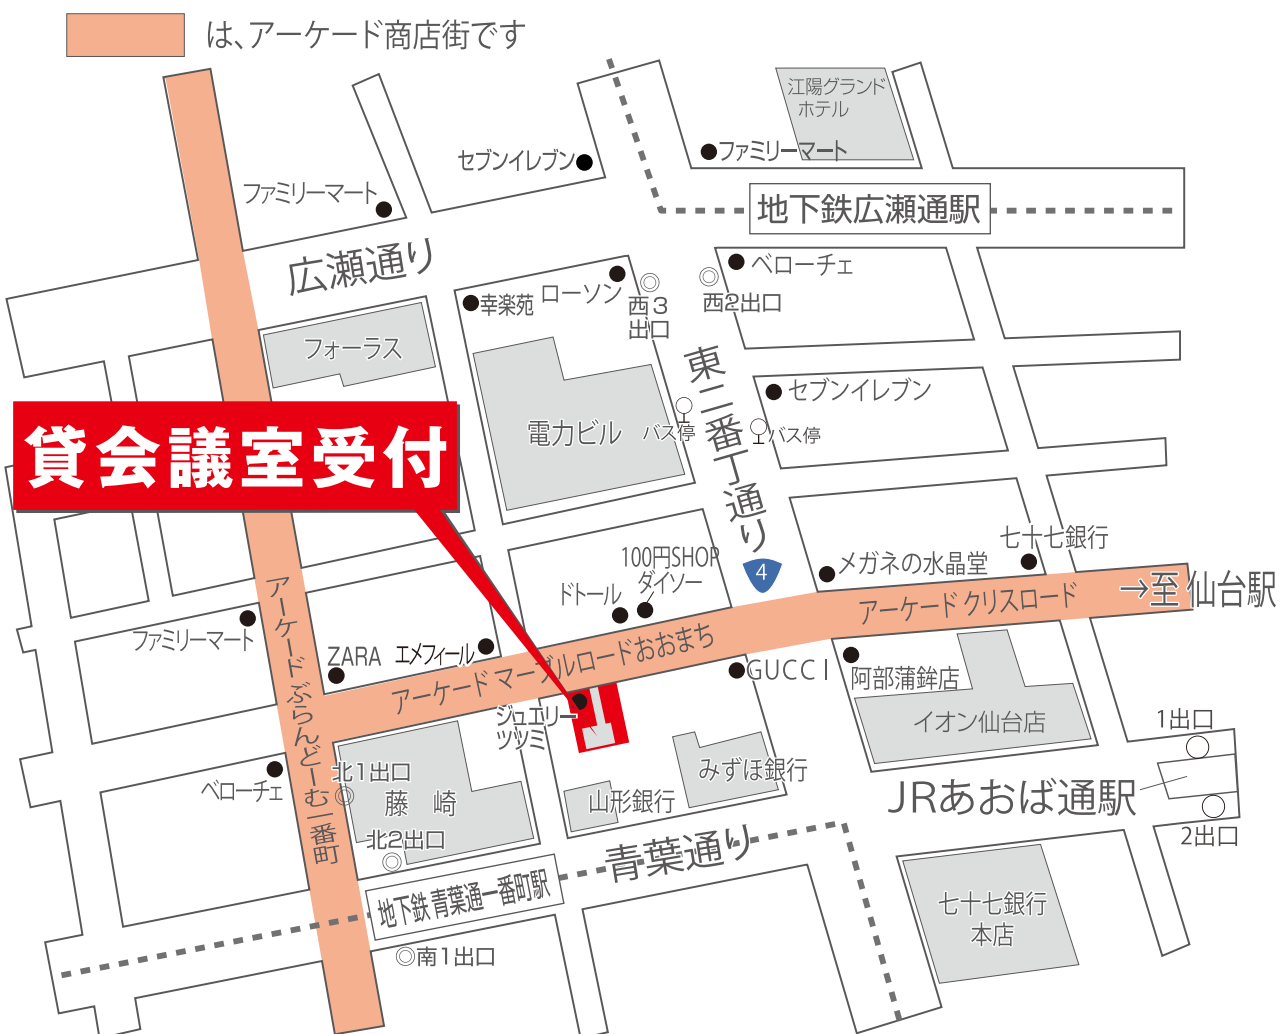 は、アーケード商店街です
江陽グランド
ホテル
セブンイレブン
ファミリーマート
ファミリーマート
地下鉄広瀬通駅
広瀬通り
ベローチェ
幸楽苑
ローソン
西3
出口
西2出口
フォーラス
東二番丁通り
セブンイレブン
電力ビル
バス停
バス停
貸会議室受付
七十七銀行
100円SHOP
ダイソー
メガネの水晶堂
4
ドトール
アーケード クリスロード
→至 仙台駅
ファミリーマート
ZARA
エメフィール
アーケード マーブルロードおおまち
アーケード ぶらんどーむ一番町
GUCCI
阿部蒲鉾店
ジュエリー
ツツミ
イオン仙台店
1出口
みずほ銀行
ベローチェ
北1出口
藤崎
山形銀行
JRあおば通駅
2出口
北2出口
青葉通り
地下鉄 青葉通一番町駅
七十七銀行
本店
南1出口